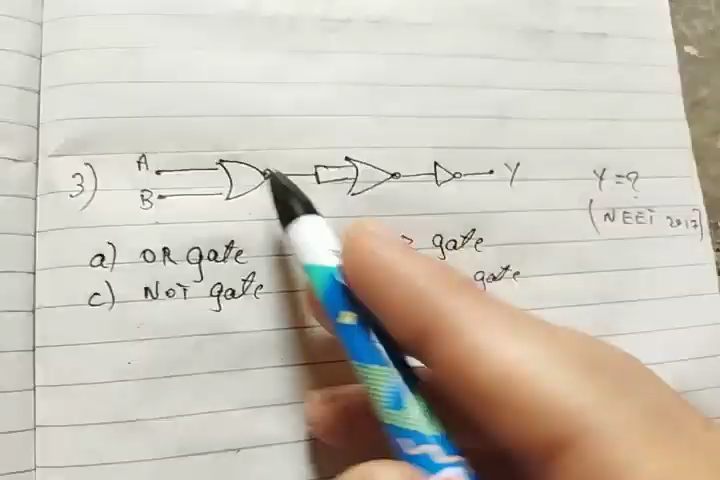 3) A B Y Y = ?
(NEET 2017)
a) OR gate gate
c) NOT gate gate